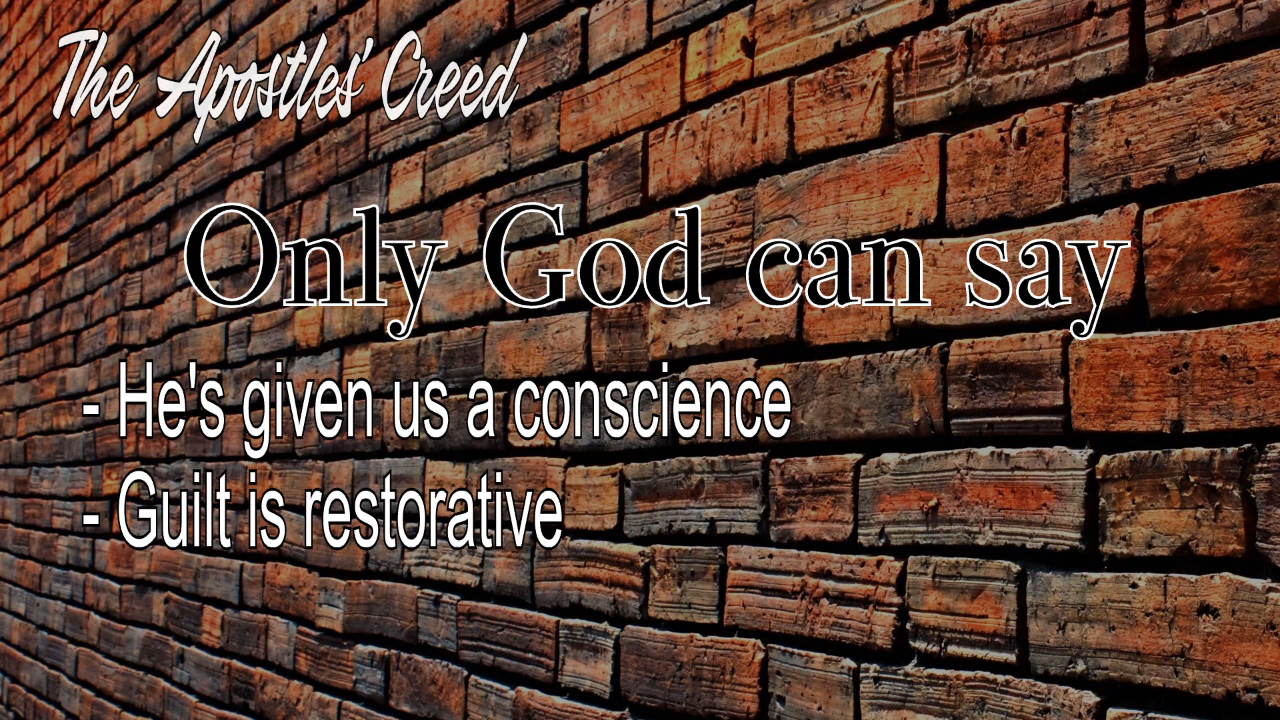 The Apostles' Creed
Only God can say
- He's given us a conscience
- Guilt is restorative